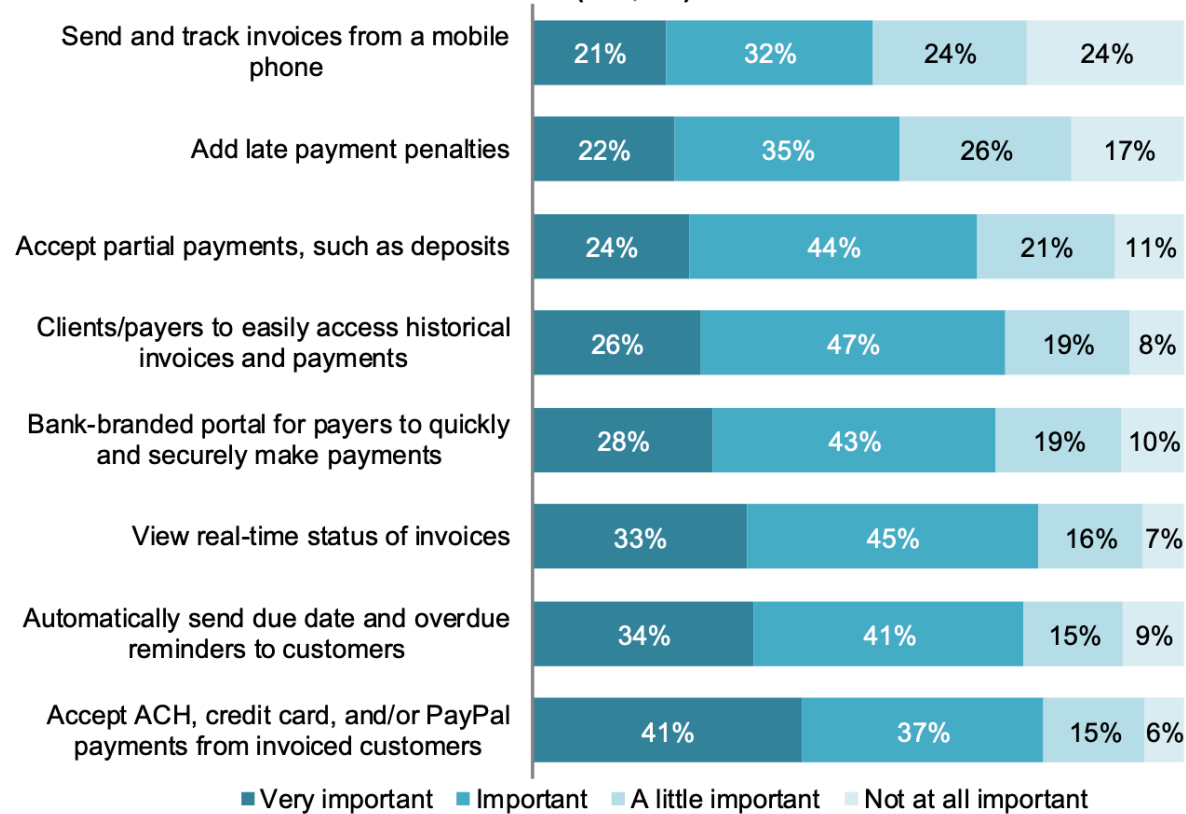 Send and track invoices from a mobile
phone
21% 32% 24% 24%
Add late payment penalties
22% 35% 26% 17%
Accept partial payments, such as deposits
24% 44% 21% 11%
Clients/payers to easily access historical
invoices and payments
26% 47% 19% 8%
Bank-branded portal for payers to quickly
and securely make payments
28% 43% 19% 10%
View real-time status of invoices
33% 45% 16% 7%
Automatically send due date and overdue
reminders to customers
34% 41% 15% 9%
Accept ACH, credit card, and/or PayPal
payments from invoiced customers
41% 37% 15% 6%
Very important Important A little important Not at all important